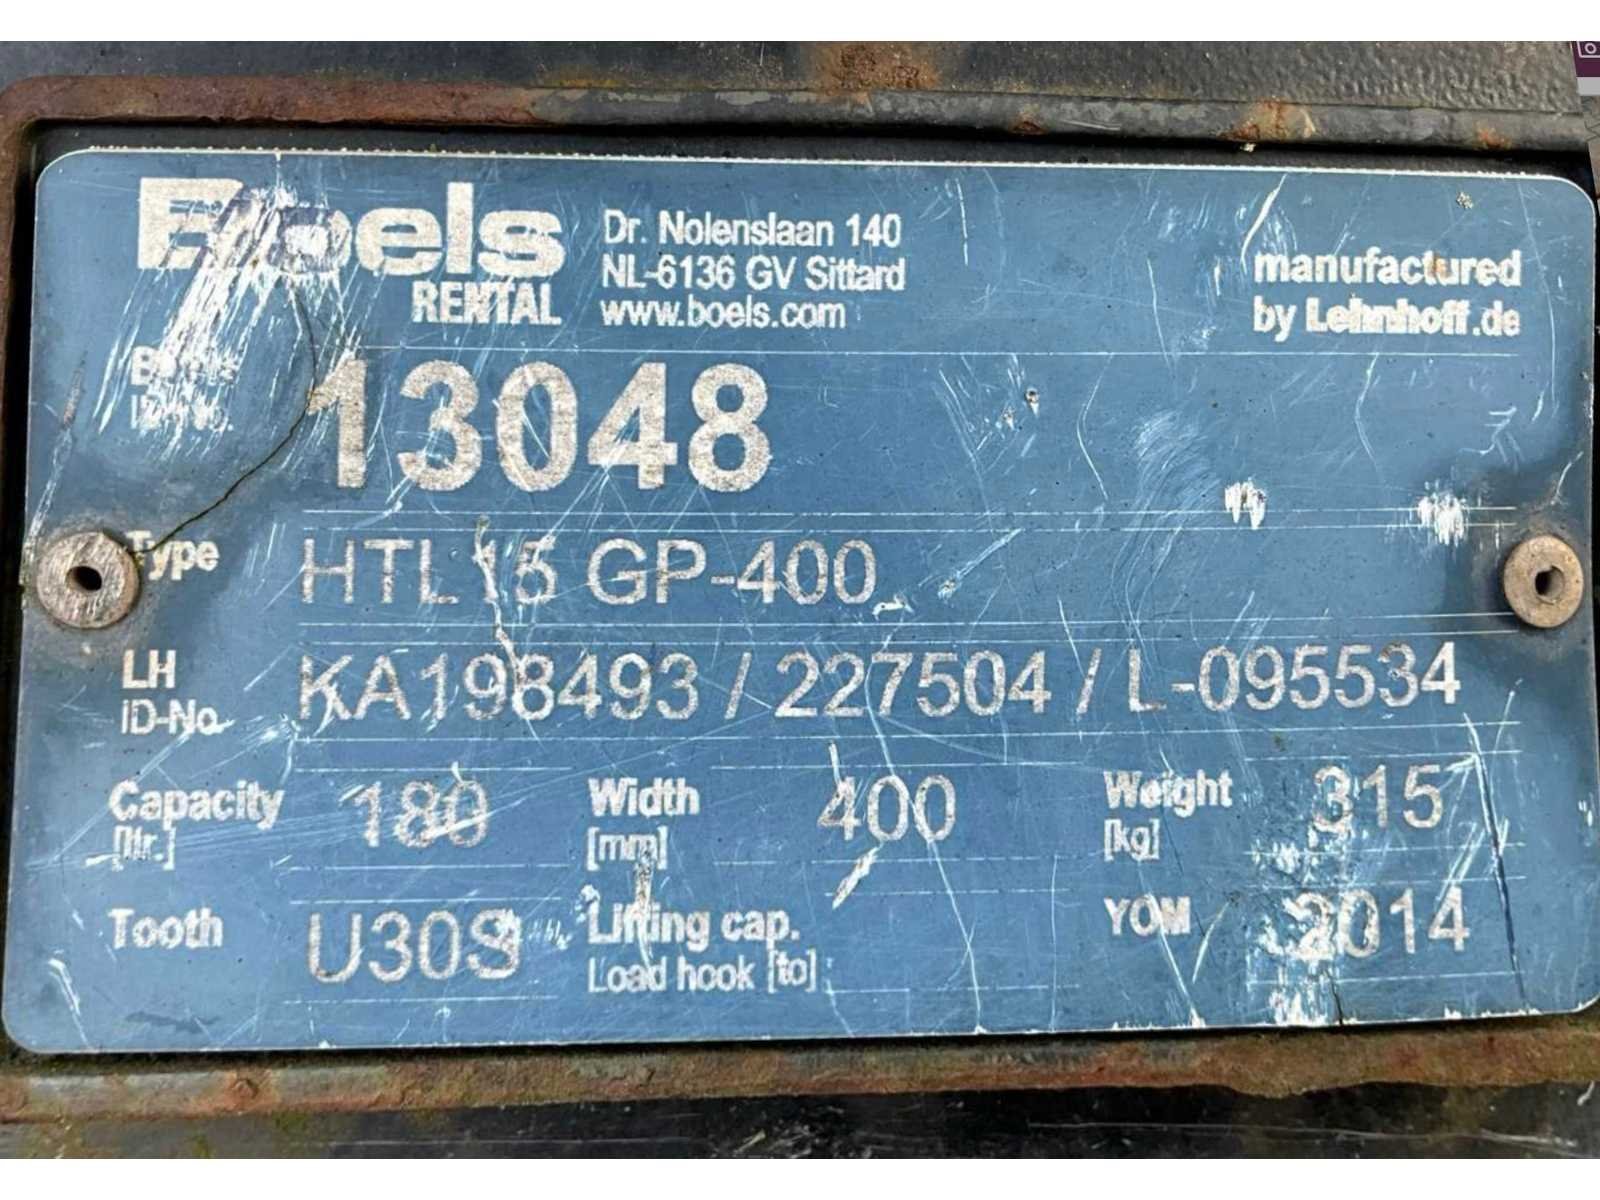 Boels
RENTAL
Dr. Nolenslaan 140
NL-6136 GV Sittard
www.boels.com
manufactured
by Lehnhoff.de
13048
Type HTL15 GP-400
LH
ID-No. KA198493 / 227504 / L-095534
Capacity
[ltr.] 180
Width
[mm] 400
Weight
[kg] 315
Tooth U30S
Lifting cap.
Load hook [to]
YOM 2014